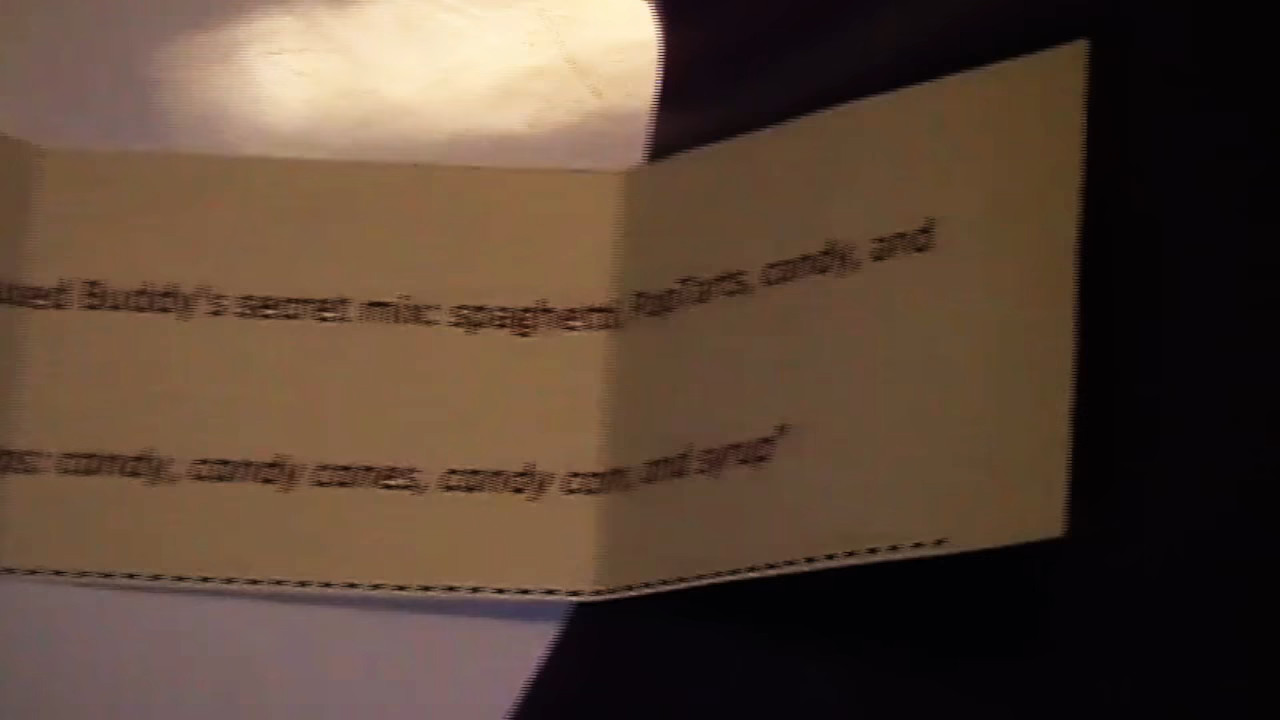 Buddy's secret mix: spaghetti, PopTarts, candy, and
candy, candy canes, candy corn and syrup"